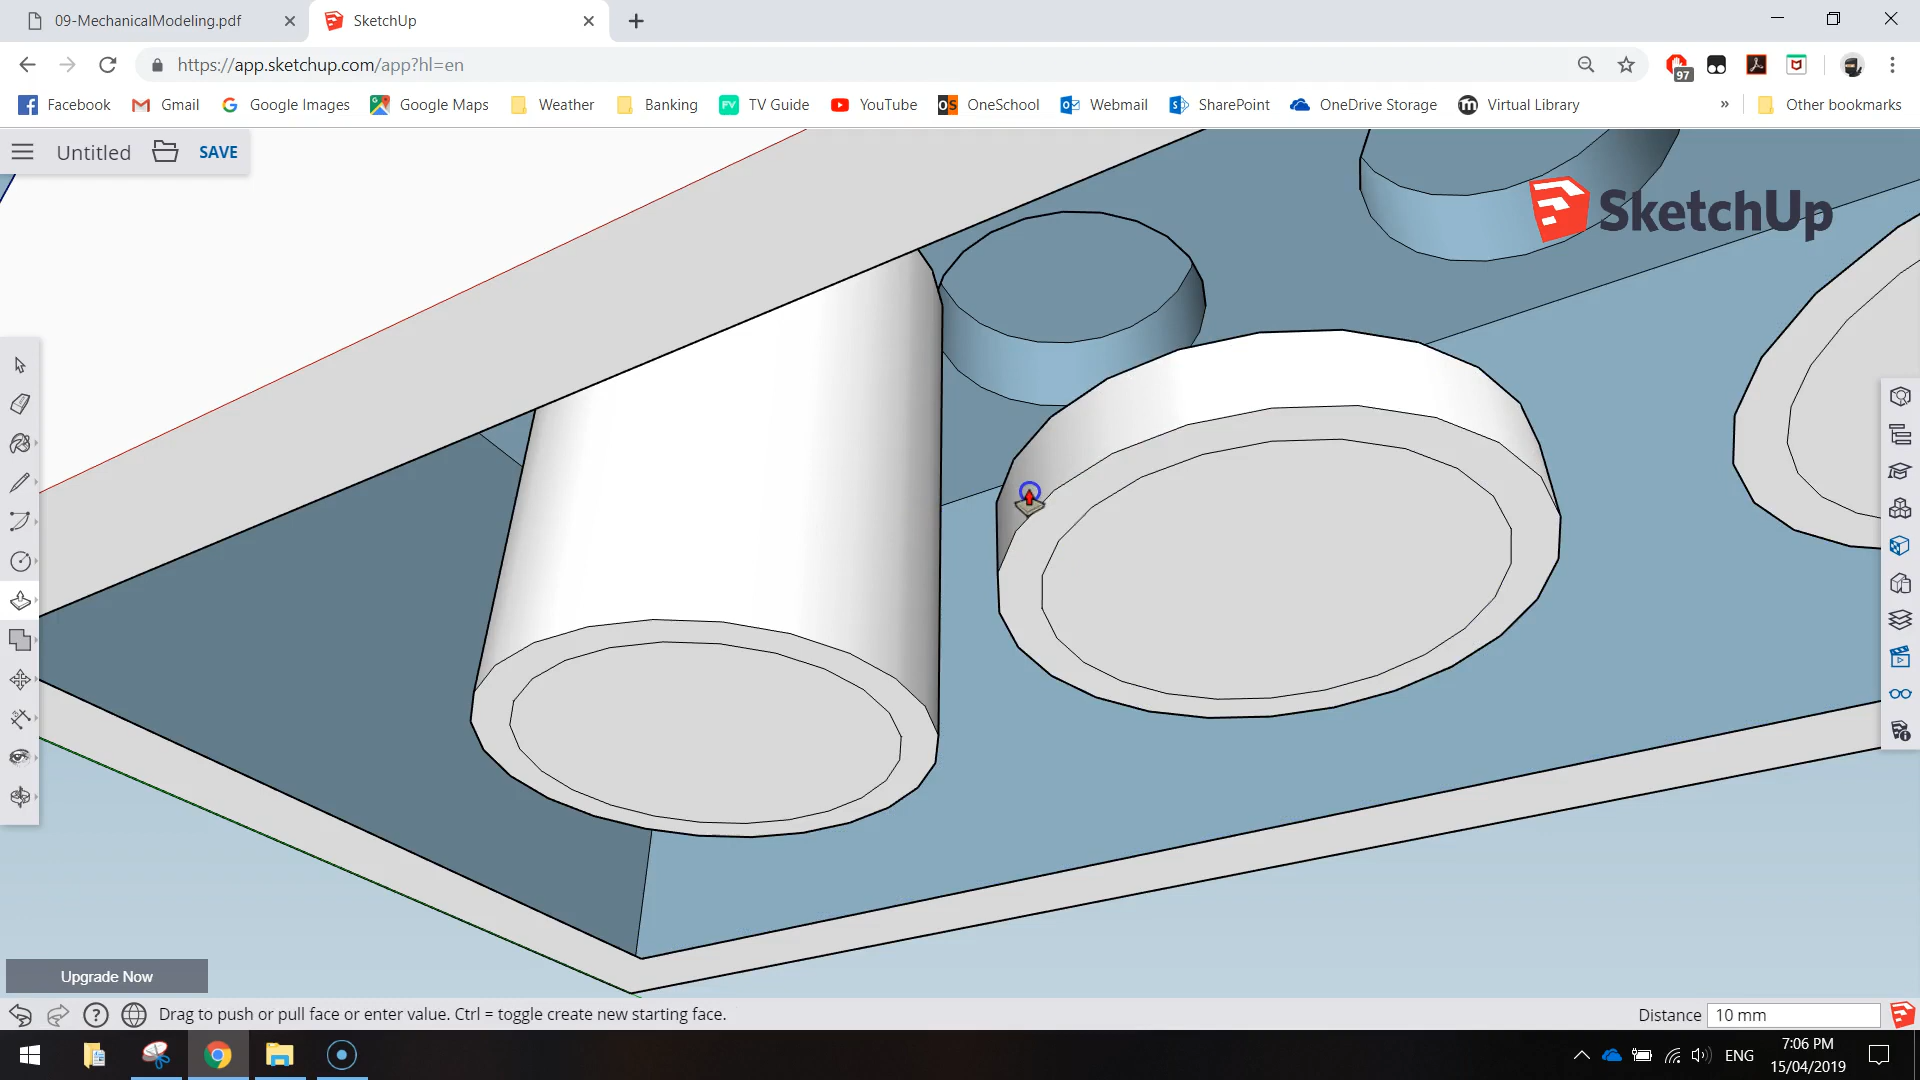 09-MechanicalModeling.pdf
SketchUp
https://app.sketchup.com/app?hl=en
97
Facebook
Gmail
Google Images
Google Maps
Weather
Banking
TV Guide
YouTube
OneSchool
Webmail
SharePoint
OneDrive Storage
Virtual Library
»
Other bookmarks
Untitled
SAVE
SketchUp
Upgrade Now
Drag to push or pull face or enter value. Ctrl = toggle create new starting face.
Distance
10 mm
ENG
7:06 PM
15/04/2019